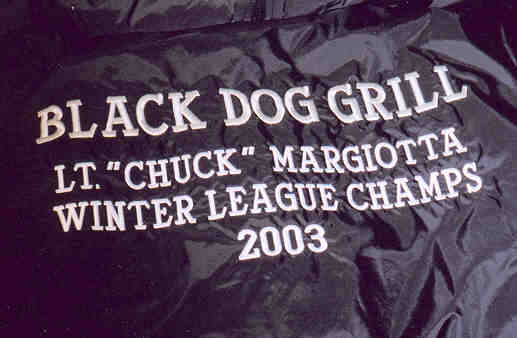 BLACK DOG GRILL
LT. "CHUCK" MARGIOTTA
WINTER LEAGUE CHAMPS
2003